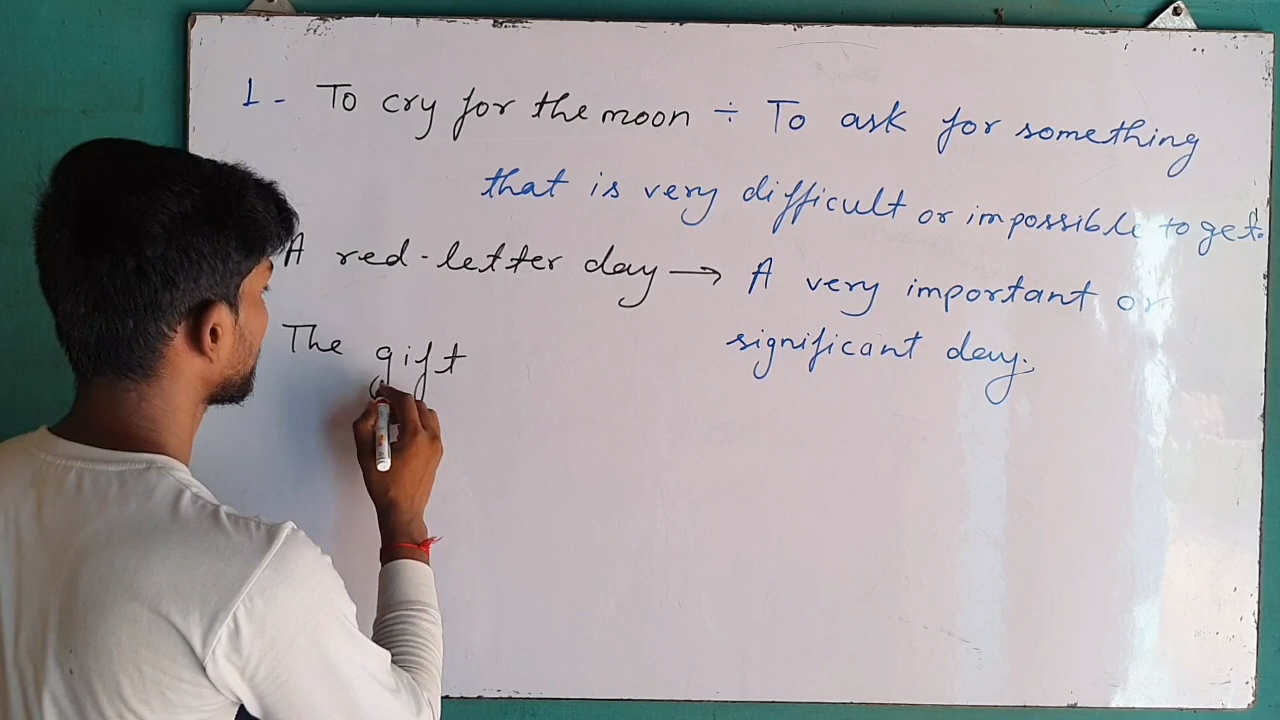 1- To cry for the moon ÷ To ask for something
that is very difficult or impossible to get.
A red-letter day → A very important or
significant day.
The gift